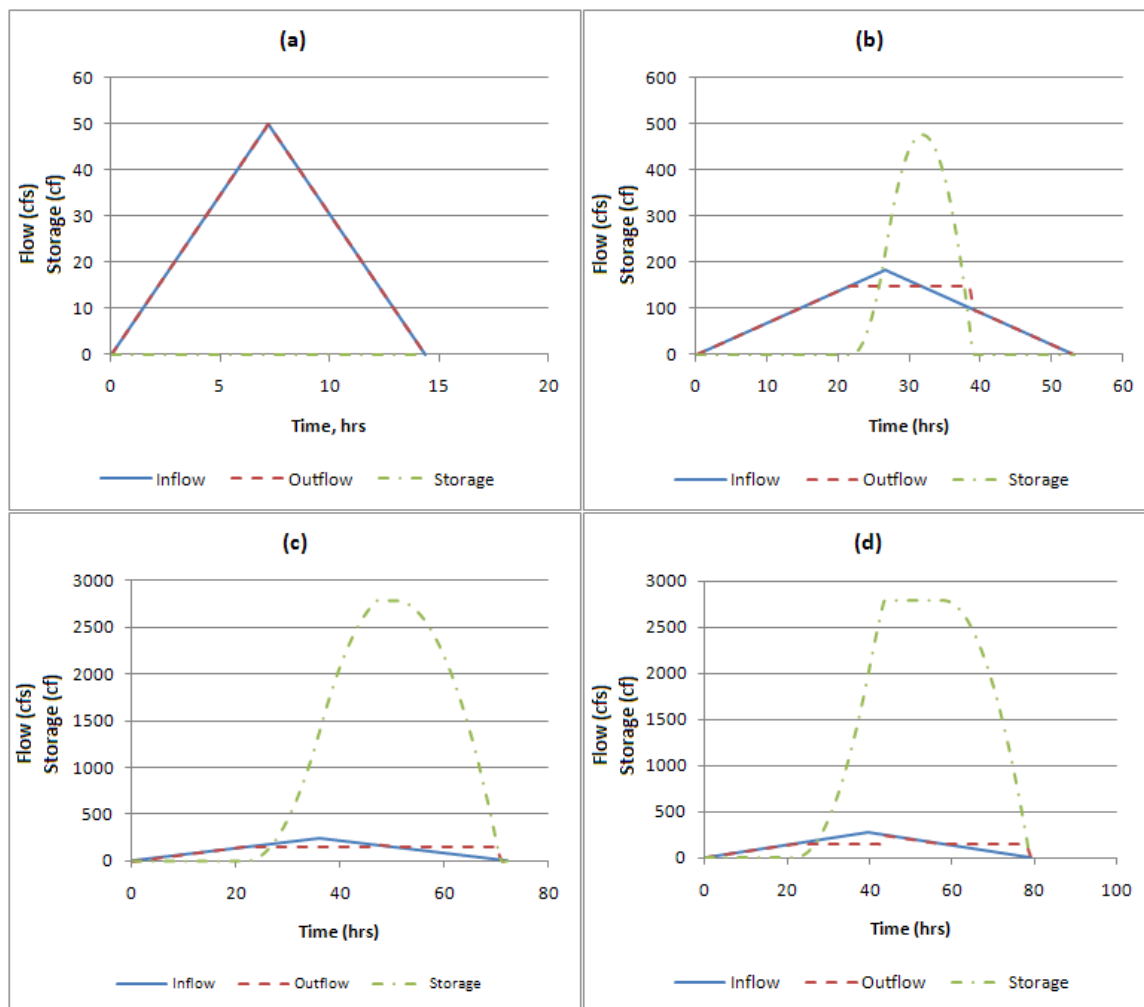 (a)
60
50
40
30
20
10
0
Flow (cfs)
Storage (cf)
0 5 10 15 20
Time, hrs
Inflow Outflow Storage
(b)
600
500
400
300
200
100
0
Flow (cfs)
Storage (cf)
0 10 20 30 40 50 60
Time (hrs)
Inflow Outflow Storage
(c)
3000
2500
2000
1500
1000
500
0
Flow (cfs)
Storage (cf)
0 20 40 60 80
Time (hrs)
Inflow Outflow Storage
(d)
3000
2500
2000
1500
1000
500
0
Flow (cfs)
Storage (cf)
0 20 40 60 80 100
Time (hrs)
Inflow Outflow Storage